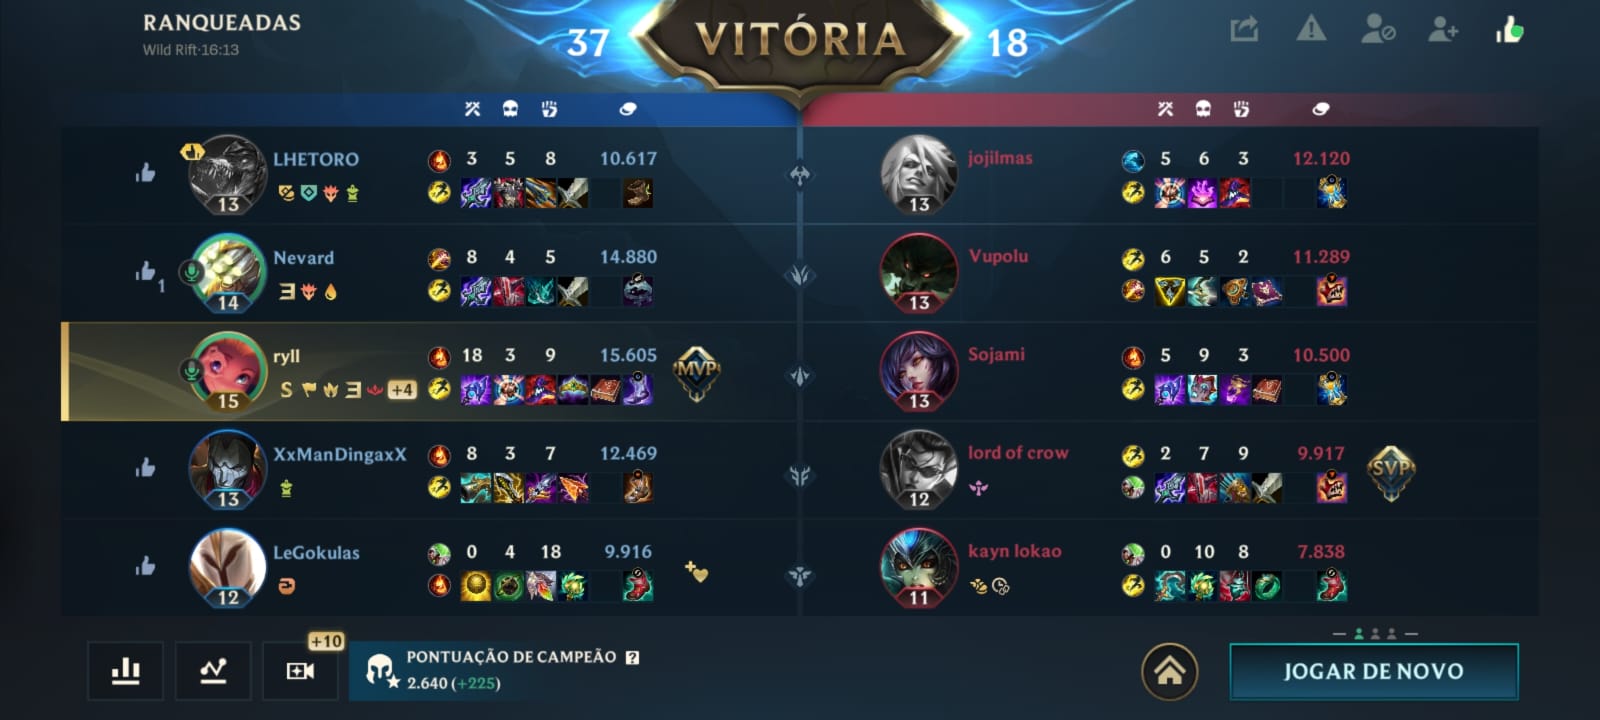 RANQUEADAS
Wild Rift·16:13
37 VITÓRIA 18
LHETORO 3 5 8 10.617
13
jojilmas 5 6 3 12.120
13
Nevard 8 4 5 14.880
1
14
Vupolu 6 5 2 11.289
13
ryll 18 3 9 15.605 MVP
S +4
15
Sojami 5 9 3 10.500
13
XxManDingaxX 8 3 7 12.469
13
lord of crow 2 7 9 9.917 SVP
12
LeGokulas 0 4 18 9.916
12
kayn lokao 0 10 8 7.838
11
+10
PONTUAÇÃO DE CAMPEÃO ?
2.640 (+225)
JOGAR DE NOVO